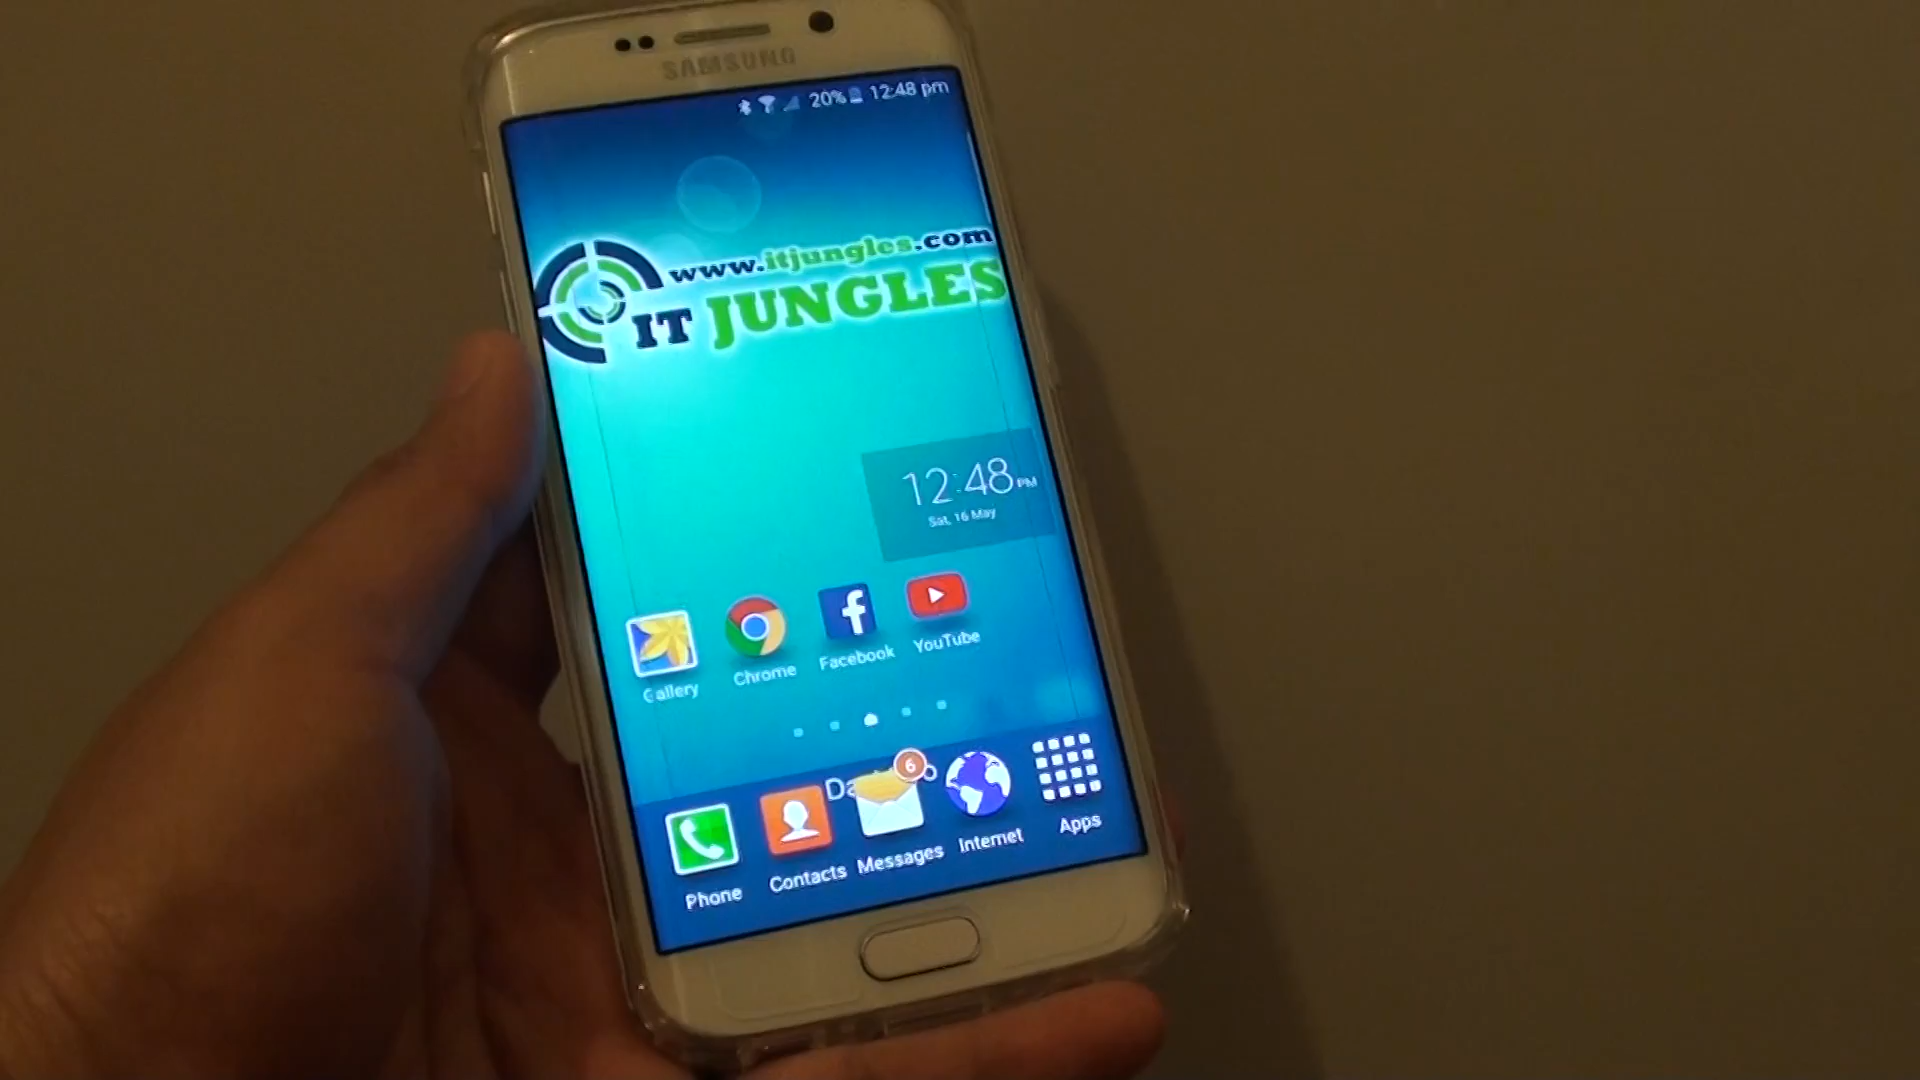 SAMSUNG
20% 12:48 pm
www.itjungles.com
IT JUNGLES
12:48 PM
Sat, 16 May
Gallery
Chrome
Facebook
YouTube
6
Phone
Contacts
Messages
Internet
Apps